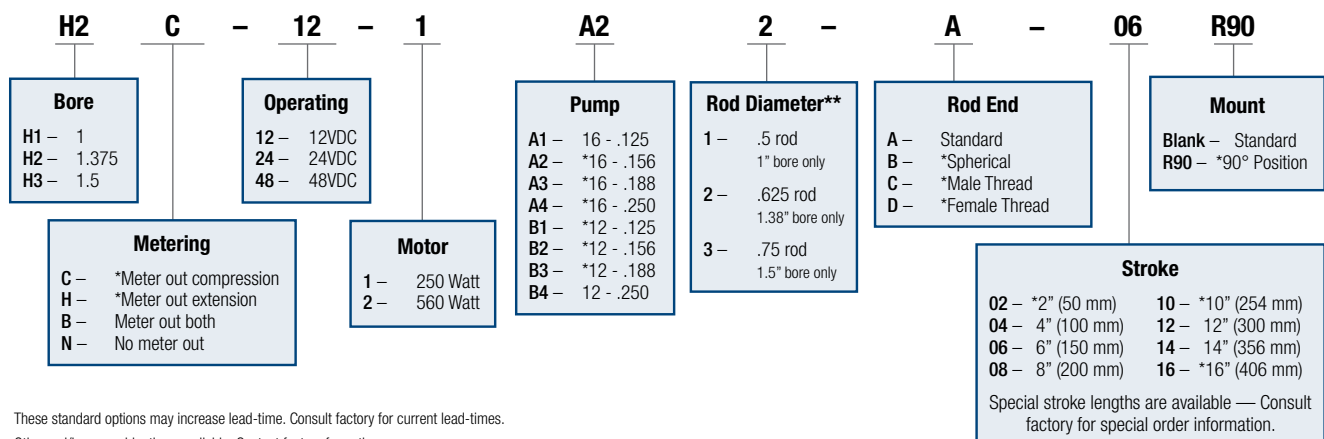 H2 C – 12 – 1 A2 2 – A – 06 R90
Bore
H1 – 1
H2 – 1.375
H3 – 1.5
Metering
C – *Meter out compression
H – *Meter out extension
B – Meter out both
N – No meter out
Operating
12 – 12VDC
24 – 24VDC
48 – 48VDC
Motor
1 – 250 Watt
2 – 560 Watt
Pump
A1 – 16 - .125
A2 – *16 - .156
A3 – *16 - .188
A4 – *16 - .250
B1 – *12 - .125
B2 – *12 - .156
B3 – *12 - .188
B4 – 12 - .250
Rod Diameter**
1 – .5 rod
1" bore only
2 – .625 rod
1.38" bore only
3 – .75 rod
1.5" bore only
Rod End
A – Standard
B – *Spherical
C – *Male Thread
D – *Female Thread
Mount
Blank – Standard
R90 – *90° Position
Stroke
02 – *2” (50 mm) 10 – *10” (254 mm)
04 – 4” (100 mm) 12 – 12” (300 mm)
06 – 6” (150 mm) 14 – 14” (356 mm)
08 – 8” (200 mm) 16 – *16” (406 mm)
Special stroke lengths are available — Consult
factory for special order information.
These standard options may increase lead-time. Consult factory for current lead-times.